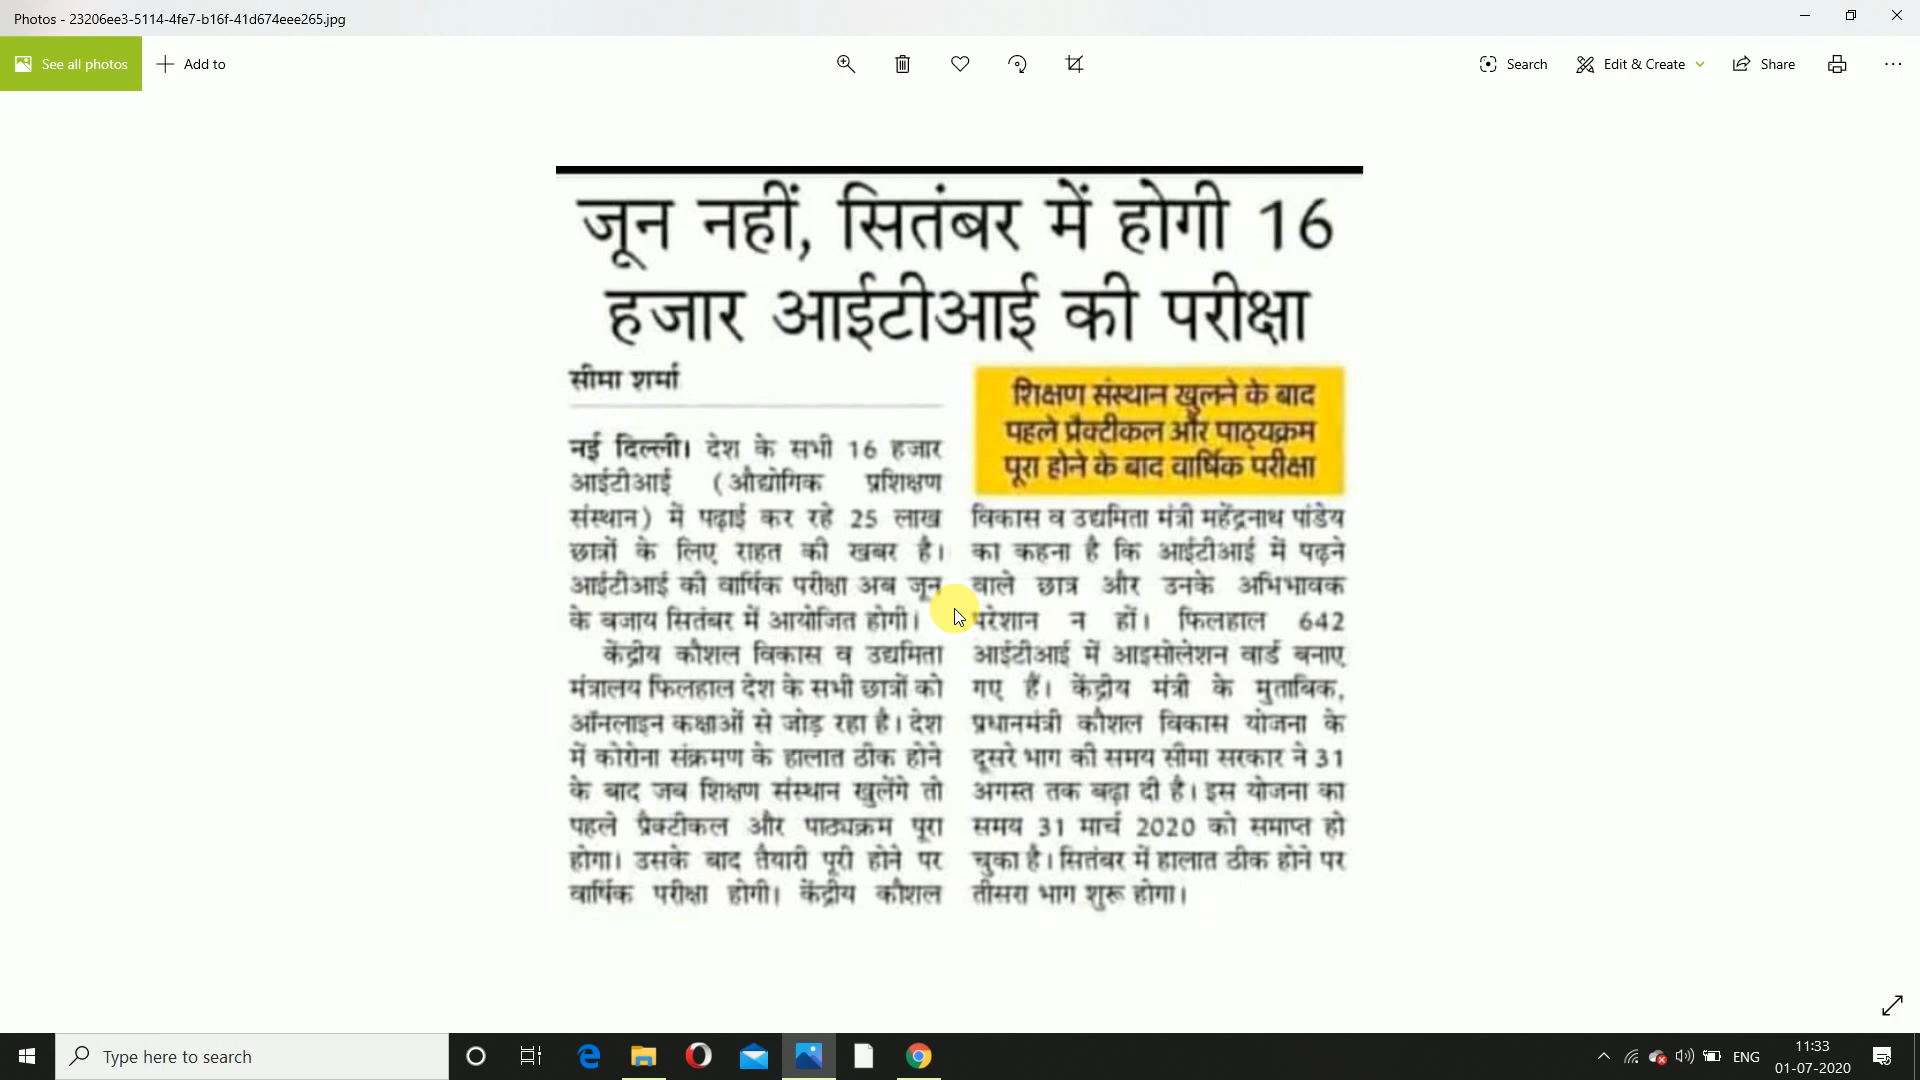 Photos - 23206ee3-5114-4fe7-b16f-41d674eee265.jpg
See all photos
Add to
Search
Edit & Create
Share
जून नहीं, सितंबर में होगी 16
हजार आईटीआई की परीक्षा
सीमा शर्मा
नई दिल्ली। देश के सभी 16 हजार
आईटीआई (औद्योगिक प्रशिक्षण
संस्थान) में पढ़ाई कर रहे 25 लाख
छात्रों के लिए राहत की खबर है।
आईटीआई की वार्षिक परीक्षा अब जून
के बजाय सितंबर में आयोजित होगी।
केंद्रीय कौशल विकास व उद्यमिता
मंत्रालय फिलहाल देश के सभी छात्रों को
ऑनलाइन कक्षाओं से जोड़ रहा है। देश
में कोरोना संक्रमण के हालात ठीक होने
के बाद जब शिक्षण संस्थान खुलेंगे तो
पहले प्रैक्टीकल और पाठ्यक्रम पूरा
होगा। उसके बाद तैयारी पूरी होने पर
वार्षिक परीक्षा होगी। केंद्रीय कौशल
शिक्षण संस्थान खुलने के बाद
पहले प्रैक्टीकल और पाठ्यक्रम
पूरा होने के बाद वार्षिक परीक्षा
विकास व उद्यमिता मंत्री महेंद्रनाथ पांडेय
का कहना है कि आईटीआई में पढ़ने
वाले छात्र और उनके अभिभावक
परेशान न हों। फिलहाल 642
आईटीआई में आइसोलेशन वार्ड बनाए
गए हैं। केंद्रीय मंत्री के मुताबिक,
प्रधानमंत्री कौशल विकास योजना के
दूसरे भाग की समय सीमा सरकार ने 31
अगस्त तक बढ़ा दी है। इस योजना का
समय 31 मार्च 2020 को समाप्त हो
चुका है। सितंबर में हालात ठीक होने पर
तीसरा भाग शुरू होगा।
Type here to search
ENG
11:33
01-07-2020